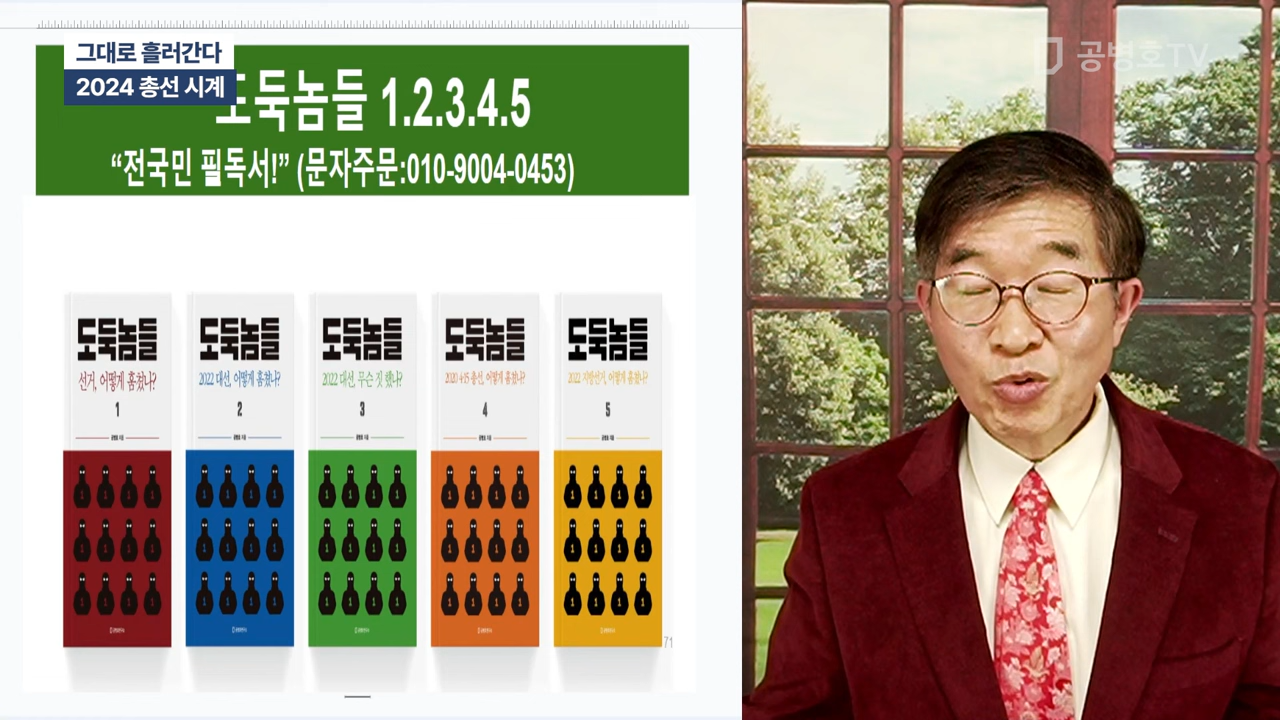 그대로 흘러간다
2024 총선 시계
도둑놈들 1.2.3.4.5
“전국민 필독서!” (문자주문:010-9004-0453)
공병호TV
도둑놈들
선거, 어떻게 훔쳤나?
1
도둑놈들
2022 대선, 어떻게 훔쳤나?
2
도둑놈들
2022 대선, 무슨 짓 했나?
3
도둑놈들
2020 4·15 총선, 어떻게 훔쳤나?
4
도둑놈들
2022 지방선거, 어떻게 훔쳤나?
5
71